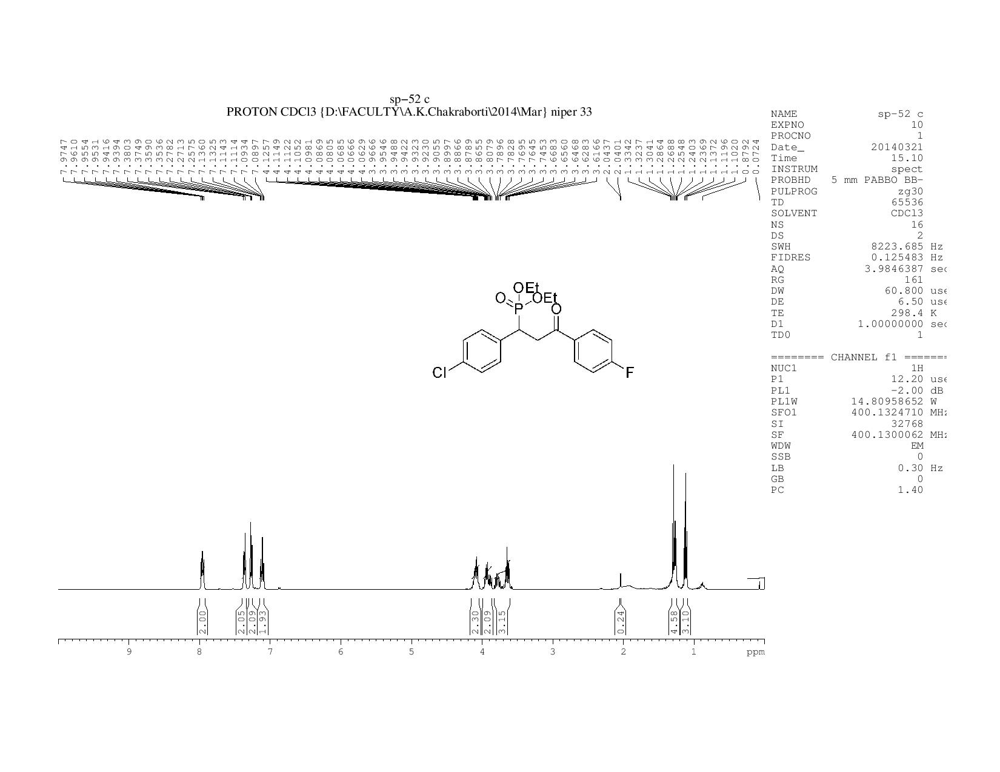 sp−52 c
PROTON CDCl3 {D:\FACULTY\A.K.Chakraborti\2014\Mar} niper 33
7.9747
7.9610
7.9554
7.9531
7.9416
7.9394
7.3803
7.3749
7.3590
7.3536
7.2782
7.2713
7.2575
7.1360
7.1325
7.1143
7.1114
7.0934
7.0897
4.1257
4.1149
4.1122
4.1052
4.0981
4.0869
4.0805
4.0685
4.0666
4.0629
3.9666
3.9546
3.9488
3.9422
3.9323
3.9230
3.9055
3.8997
3.8866
3.8789
3.8655
3.8079
3.7896
3.7828
3.7695
3.7645
3.7453
3.6683
3.6560
3.6468
3.6283
3.6166
2.0437
2.0401
1.3342
1.3237
1.3041
1.2864
1.2688
1.2548
1.2403
1.2369
1.1372
1.1196
1.1020
0.8792
0.0724
NAME sp-52 c
EXPNO 10
PROCNO 1
Date_ 20140321
Time 15.10
INSTRUM spect
PROBHD 5 mm PABBO BB-
PULPROG zg30
TD 65536
SOLVENT CDCl3
NS 16
DS 2
SWH 8223.685 Hz
FIDRES 0.125483 Hz
AQ 3.9846387 sec
RG 161
DW 60.800 use
DE 6.50 use
TE 298.4 K
D1 1.00000000 sec
TD0 1
======== CHANNEL f1 ======
NUC1 1H
P1 12.20 use
PL1 -2.00 dB
PL1W 14.80958652 W
SFO1 400.1324710 MHz
SI 32768
SF 400.1300062 MHz
WDW EM
SSB 0
LB 0.30 Hz
GB 0
PC 1.40
OEt
O
OEt
P
O
Cl
F
2.00
2.05
2.09
1.93
2.30
2.09
3.15
0.24
4.58
3.10
9 8 7 6 5 4 3 2 1 ppm